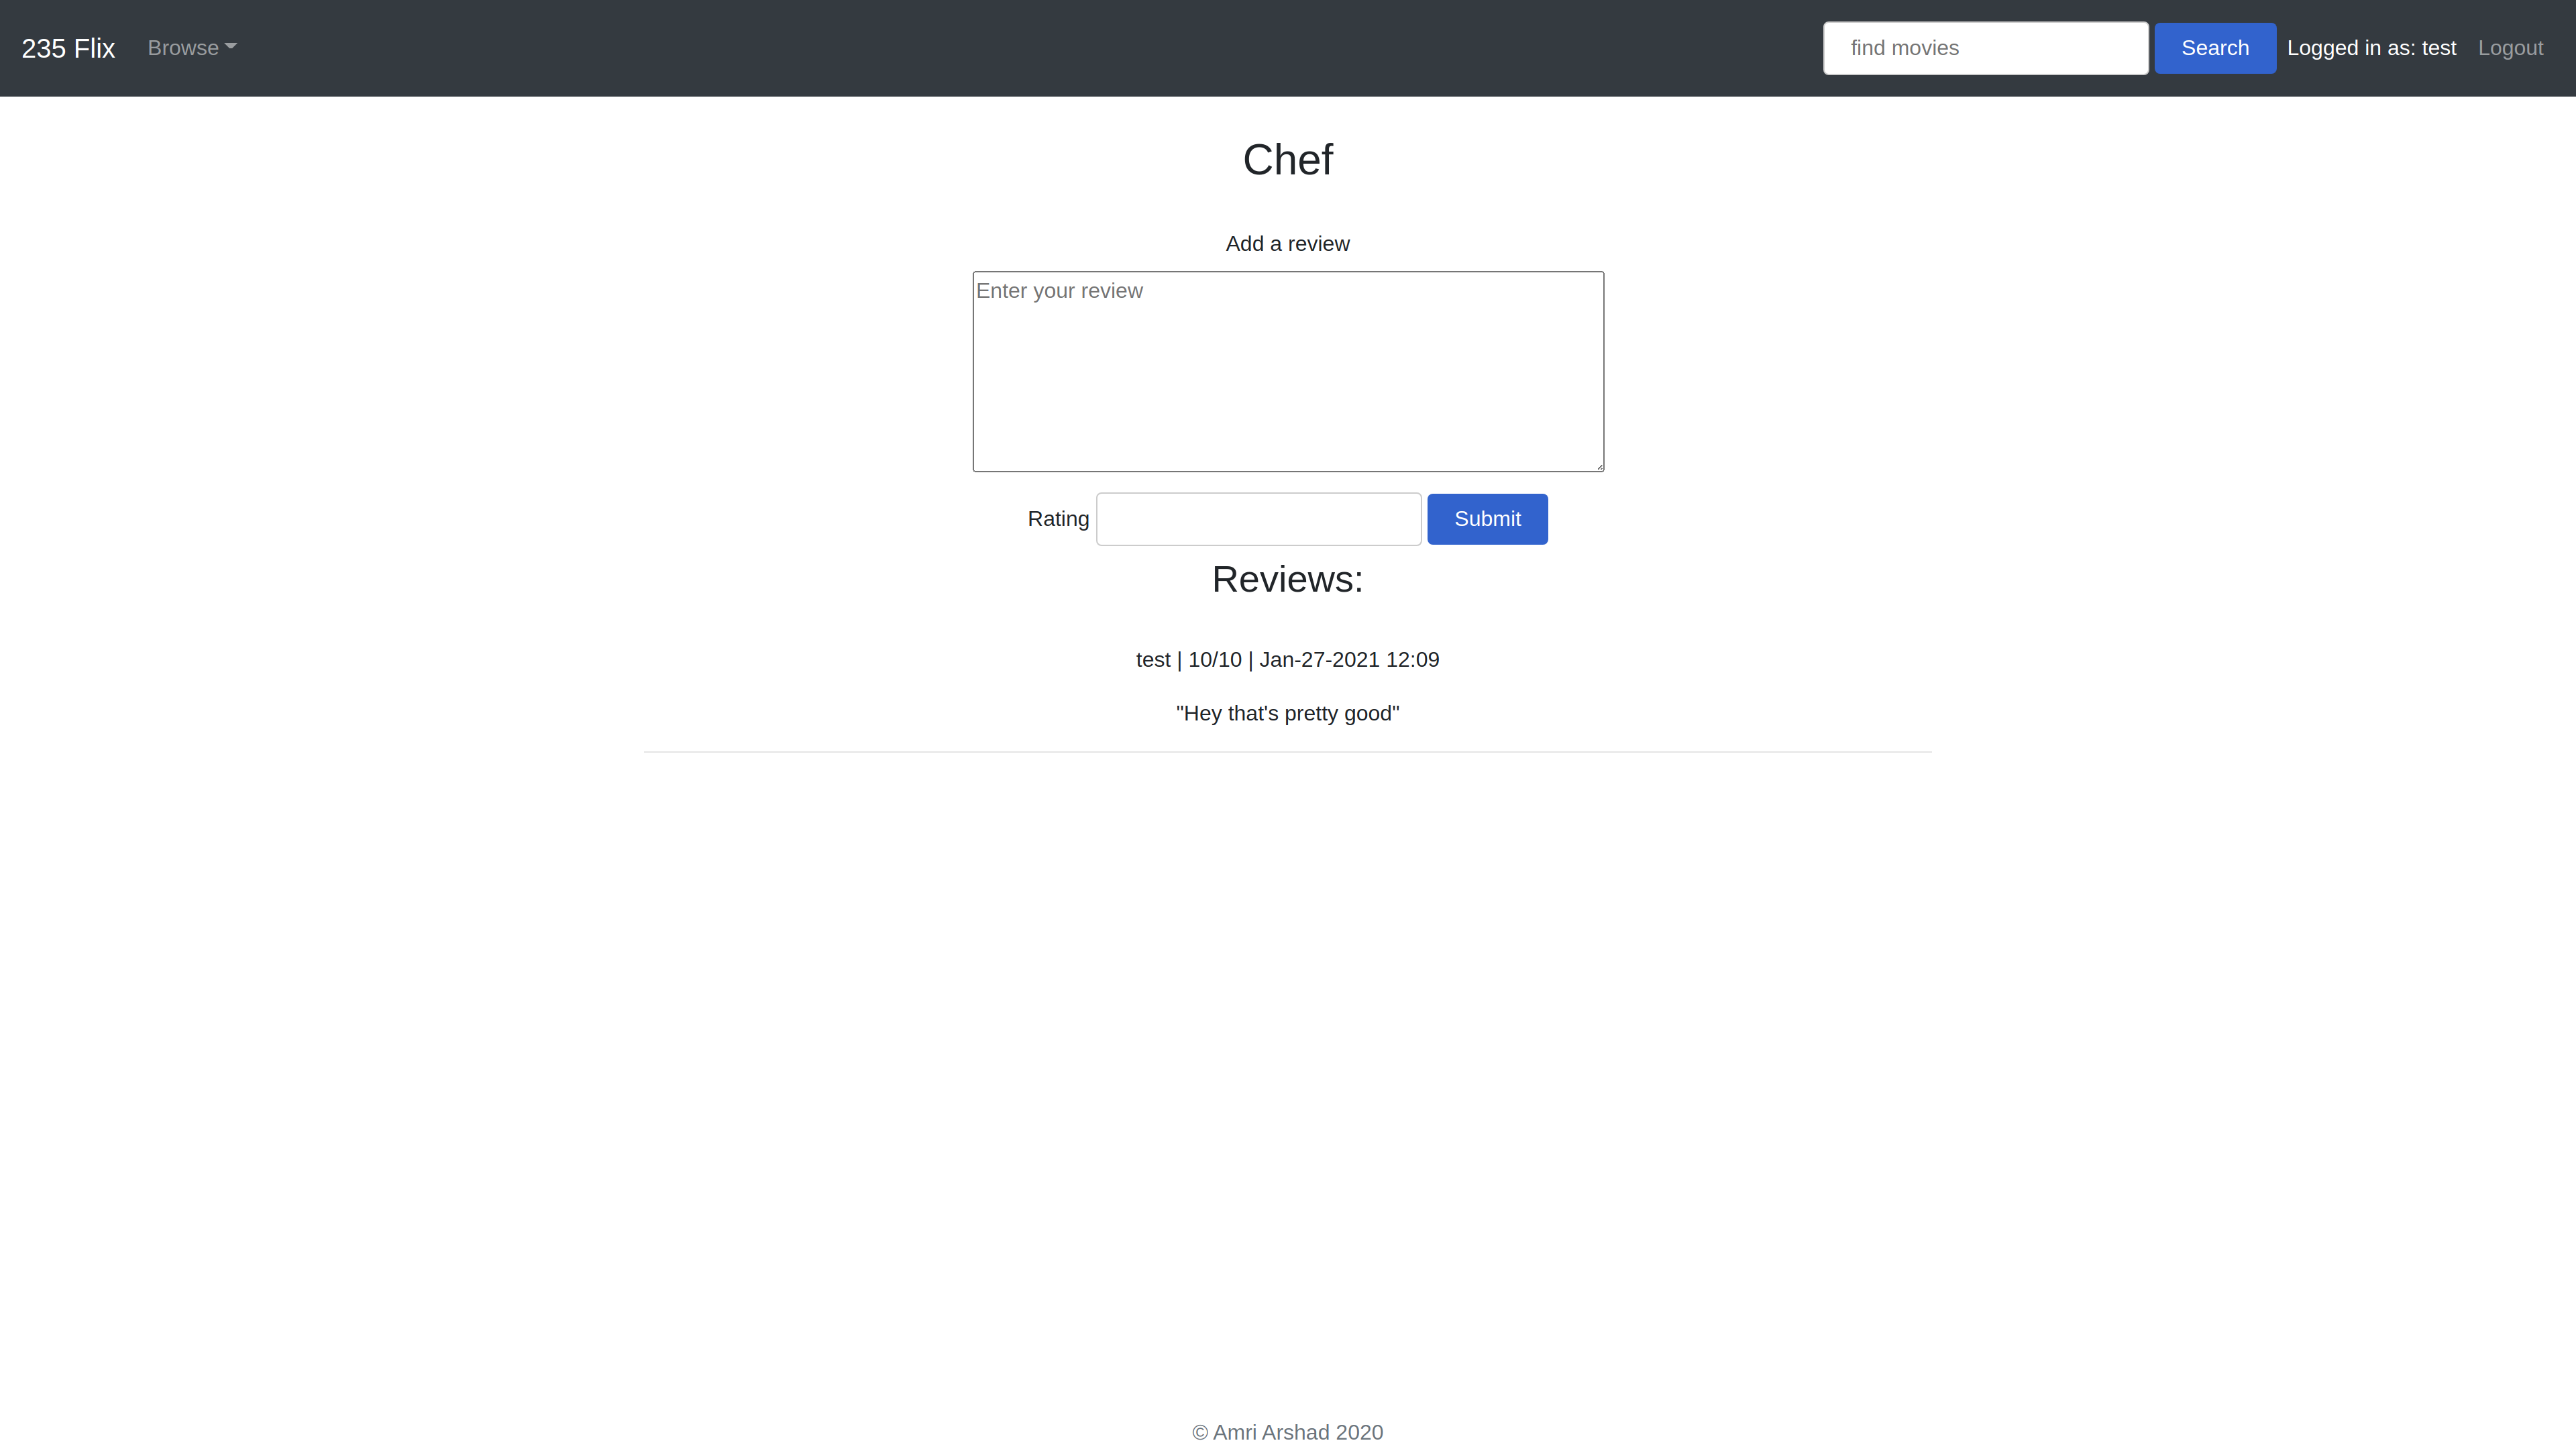 235 Flix Browse find movies Search Logged in as: test Logout
Chef
Add a review
Enter your review
Rating Submit
Reviews:
test | 10/10 | Jan-27-2021 12:09
"Hey that's pretty good"
© Amri Arshad 2020